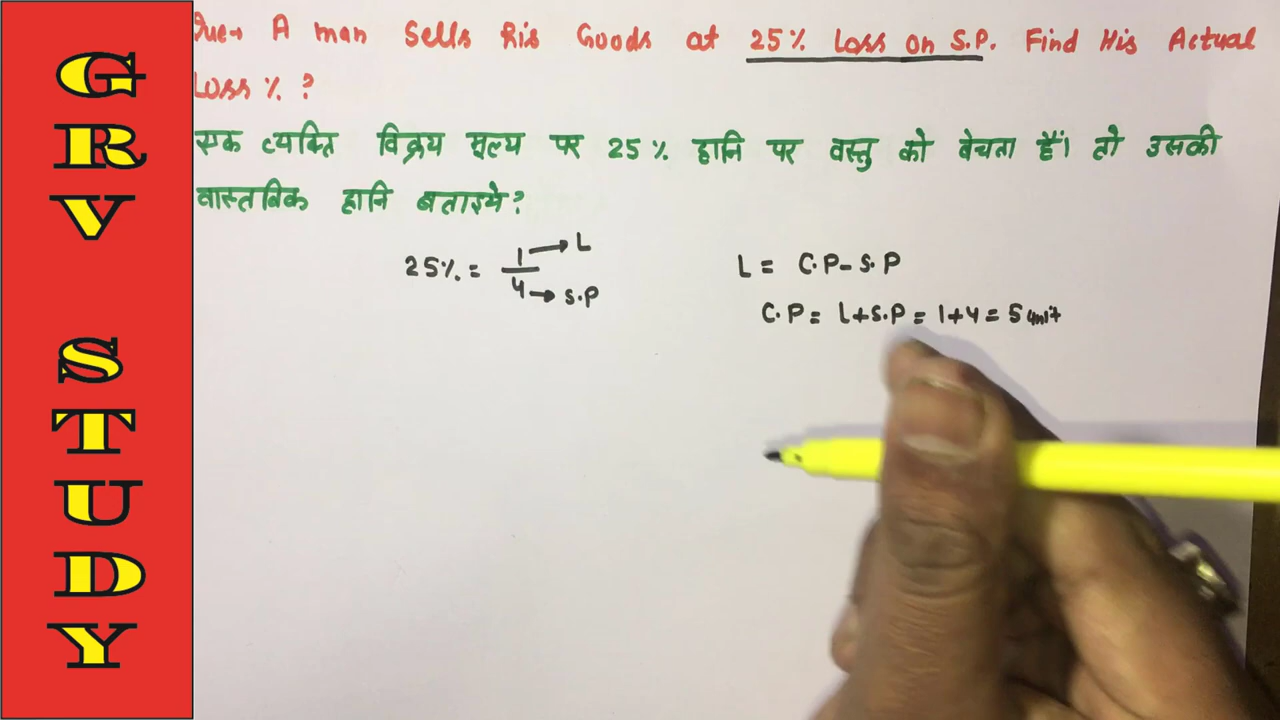 GRV STUDY
Que→ A man Sells His Goods at 25% Loss on S.P. Find His Actual
Loss % ?
एक व्यक्ति विक्रय मूल्य पर 25% हानि पर वस्तु को बेचता हैं। तो उसकी
वास्तविक हानि बताइये?
25% = 1/4 → L → S.P
L = C.P - S.P
C.P = L+S.P = 1+4 = 5 unit